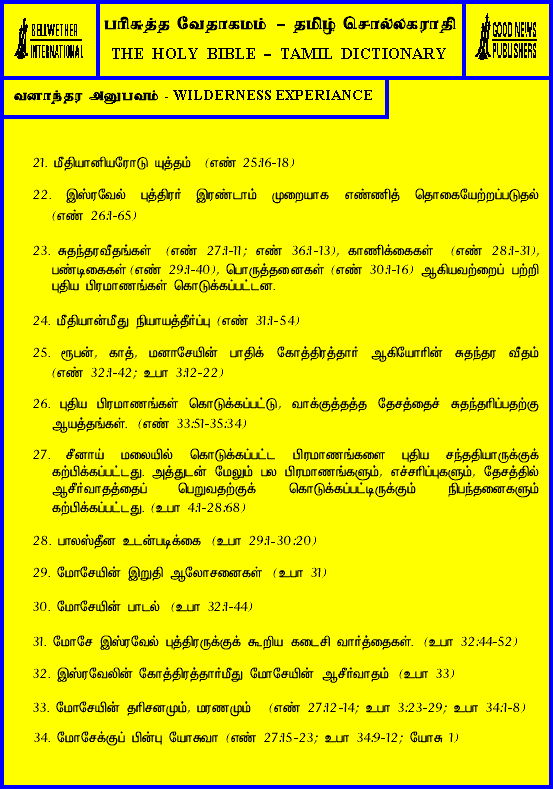 BELLWETHER
INTERNATIONAL
பரிசுத்த வேதாகமம் – தமிழ் சொல்லகராதி
THE HOLY BIBLE – TAMIL DICTIONARY
GOOD NEWS
PUBLISHERS
வனாந்தர அனுபவம் - WILDERNESS EXPERIANCE
21. மீதியானியரோடு யுத்தம் (எண் 25:16-18)
22. இஸ்ரவேல் புத்திரர் இரண்டாம் முறையாக எண்ணித் தொகையேற்றப்படுதல்
(எண் 26:1-65)
23. சுதந்தரவீதங்கள் (எண் 27:1-11; எண் 36:1-13), காணிக்கைகள் (எண் 28:1-31),
பண்டிகைகள் (எண் 29:1-40), பொருத்தனைகள் (எண் 30:1-16) ஆகியவற்றைப் பற்றி
புதிய பிரமாணங்கள் கொடுக்கப்பட்டன.
24. மீதியான்மீது நியாயத்தீர்ப்பு (எண் 31:1-54)
25. ரூபன், காத், மனாசேயின் பாதிக் கோத்திரத்தார் ஆகியோரின் சுதந்தர வீதம்
(எண் 32:1-42; உபா 3:12-22)
26. புதிய பிரமாணங்கள் கொடுக்கப்பட்டு, வாக்குத்தத்த தேசத்தைச் சுதந்தரிப்பதற்கு
ஆயத்தங்கள். (எண் 33:51-35:34)
27. சீனாய் மலையில் கொடுக்கப்பட்ட பிரமாணங்களை புதிய சந்ததியாருக்குக்
கற்பிக்கப்பட்டது. அத்துடன் மேலும் பல பிரமாணங்களும், எச்சரிப்புகளும், தேசத்தில்
ஆசீர்வாதத்தைப் பெறுவதற்குக் கொடுக்கப்பட்டிருக்கும் நிபந்தனைகளும்
கற்பிக்கப்பட்டது. (உபா 4:1-28:68)
28. பாலஸ்தீன உடன்படிக்கை (உபா 29:1-30:20)
29. மோசேயின் இறுதி ஆலோசனைகள் (உபா 31)
30. மோசேயின் பாடல் (உபா 32:1-44)
31. மோசே இஸ்ரவேல் புத்திரருக்குக் கூறிய கடைசி வார்த்தைகள். (உபா 32:44-52)
32. இஸ்ரவேலின் கோத்திரத்தார்மீது மோசேயின் ஆசீர்வாதம் (உபா 33)
33. மோசேயின் தரிசனமும், மரணமும் (எண் 27:12-14; உபா 3:23-29; உபா 34:1-8)
34. மோசேக்குப் பின்பு யோசுவா (எண் 27:15-23; உபா 34:9-12; யோசு 1)